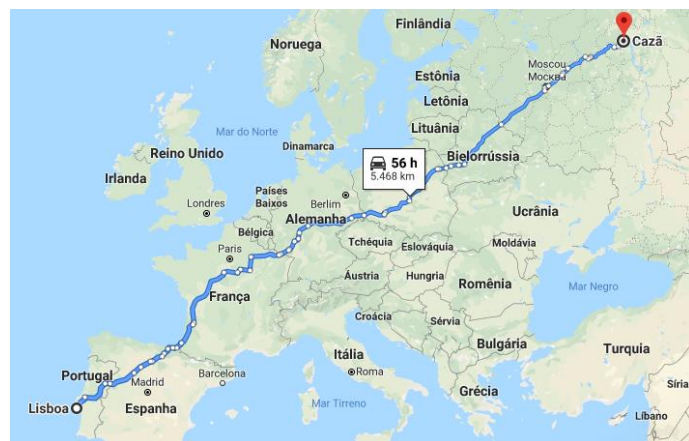 Finlândia
Cazã
Noruega
Moscou
Москва
Estônia
Letônia
Mar do Norte
Lituânia
Dinamarca
Reino Unido
56 h
5.468 km
Bielorrússia
Irlanda
Países
Baixos
Berlim
Londres
Alemanha
Ucrânia
Bélgica
Tchéquia
Eslováquia
Moldávia
Paris
Áustria
Hungria
França
Romênia
Croácia
Mar Negro
Sérvia
Itália
Bulgária
Portugal
Barcelona
Roma
Turquia
Madrid
Síria
Lisboa
Espanha
Grécia
Mar Tirreno
Líbano